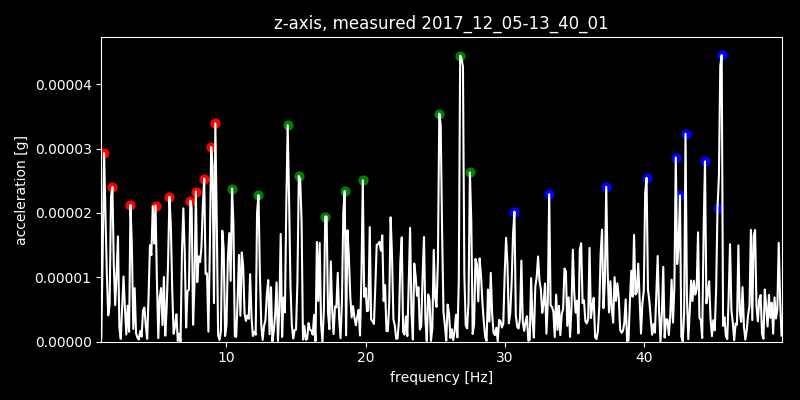 z-axis, measured 2017_12_05-13_40_01
acceleration [g]
0.00004
0.00003
0.00002
0.00001
0.00000
10 20 30 40
frequency [Hz]